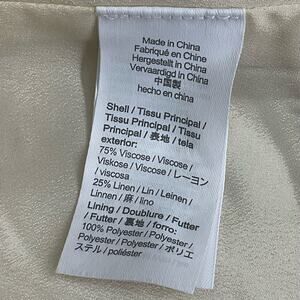 Made in China
Fabriqué en Chine
Hergestellt in China
Vervaardigd in China
中国製
hecho en china
Shell / Tissu Principal /
Tissu Principal / Tissu
Principal / 表地 / tela
exterior:
75% Viscose / Viscose /
Viskose / Viscose / レーヨン
/ viscosa
25% Linen / Lin / Leinen /
Linnen / 麻 / lino
Lining / Doublure / Futter
/ Futter / 裏地 / forro:
100% Polyester / Polyester /
Polyester / Polyester / ポリエ
ステル / poliéster